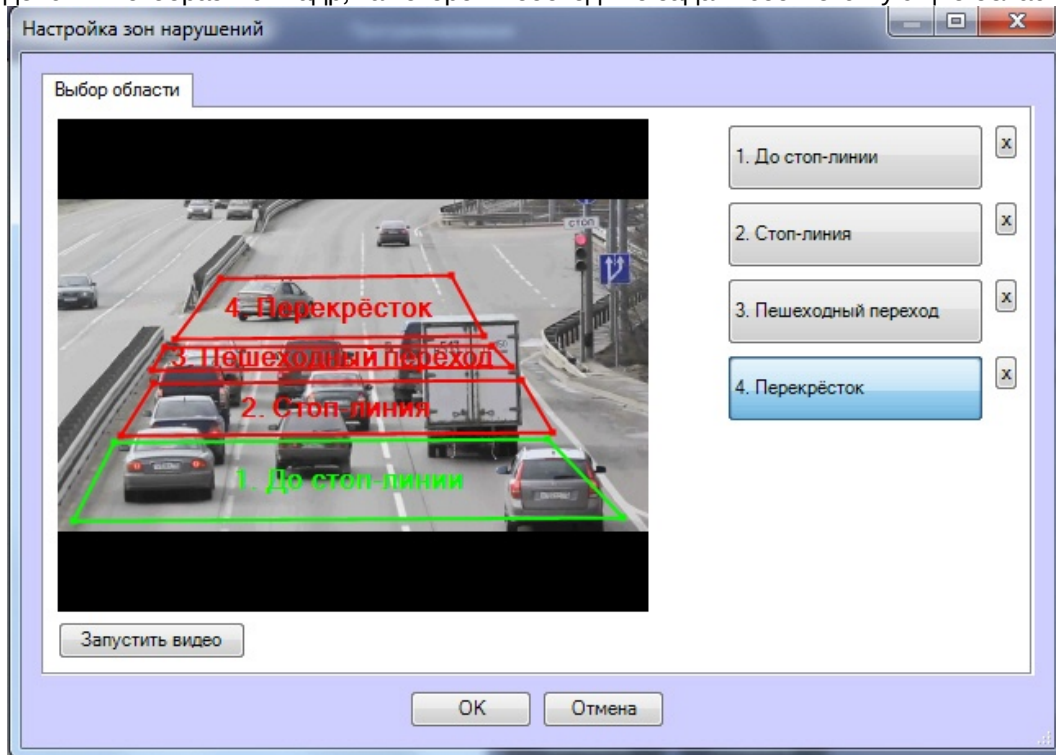 Настройка зон нарушений
Выбор области
4. Перекрёсток
3. Пешеходный переход
2. Стоп-линия
1. До стоп-линии
стоп
1. До стоп-линии
x
2. Стоп-линия
x
3. Пешеходный переход
x
4. Перекрёсток
x
Запустить видео
OK
Отмена